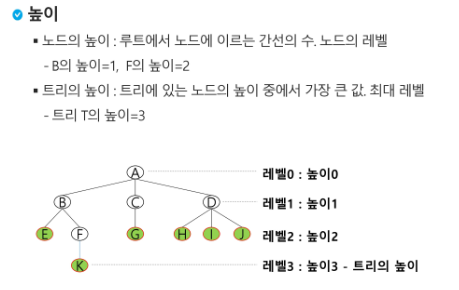 높이
▪ 노드의 높이 : 루트에서 노드에 이르는 간선의 수. 노드의 레벨
- B의 높이=1, F의 높이=2
▪ 트리의 높이 : 트리에 있는 노드의 높이 중에서 가장 큰 값. 최대 레벨
- 트리 T의 높이=3
A 레벨0 : 높이0
B C D 레벨1 : 높이1
E F G H I J 레벨2 : 높이2
K 레벨3 : 높이3 - 트리의 높이